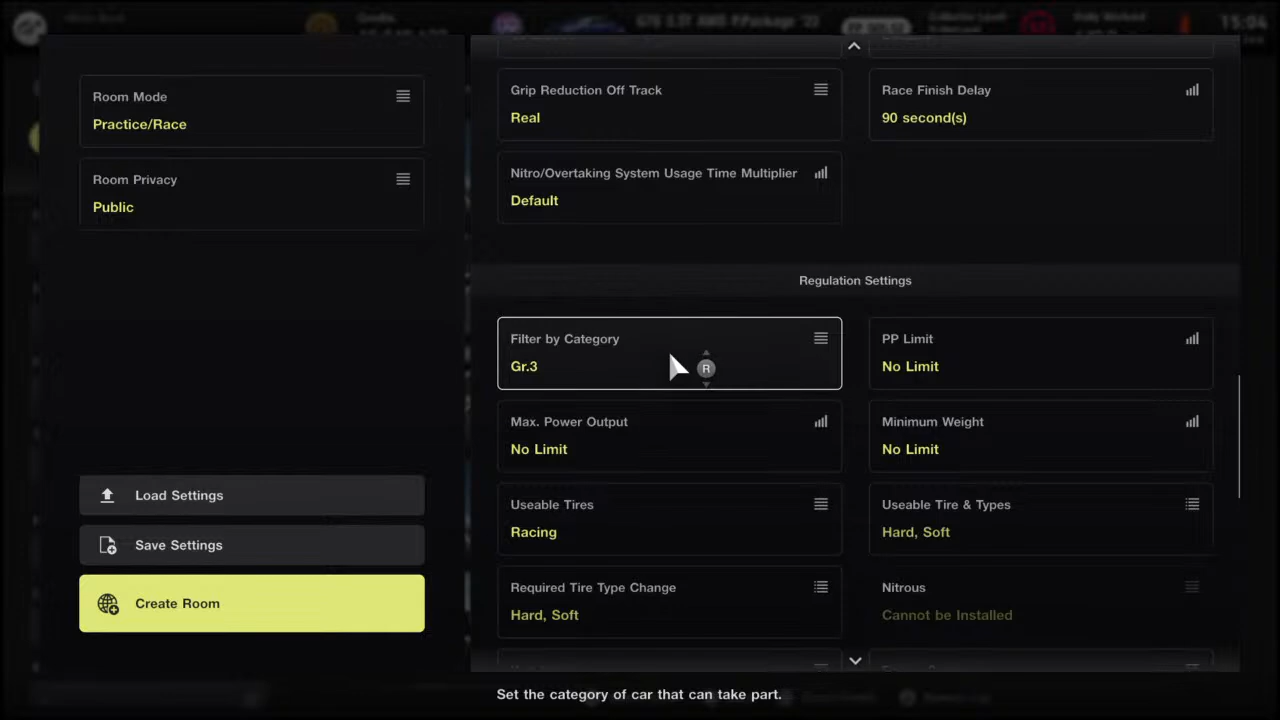 15:04
Room Mode
Practice/Race
Room Privacy
Public
Load Settings
Save Settings
Create Room
Grip Reduction Off Track
Real
Race Finish Delay
90 second(s)
Nitro/Overtaking System Usage Time Multiplier
Default
Regulation Settings
Filter by Category
Gr.3
R
PP Limit
No Limit
Max. Power Output
No Limit
Minimum Weight
No Limit
Useable Tires
Racing
Useable Tire & Types
Hard, Soft
Required Tire Type Change
Hard, Soft
Nitrous
Cannot be Installed
Set the category of car that can take part.